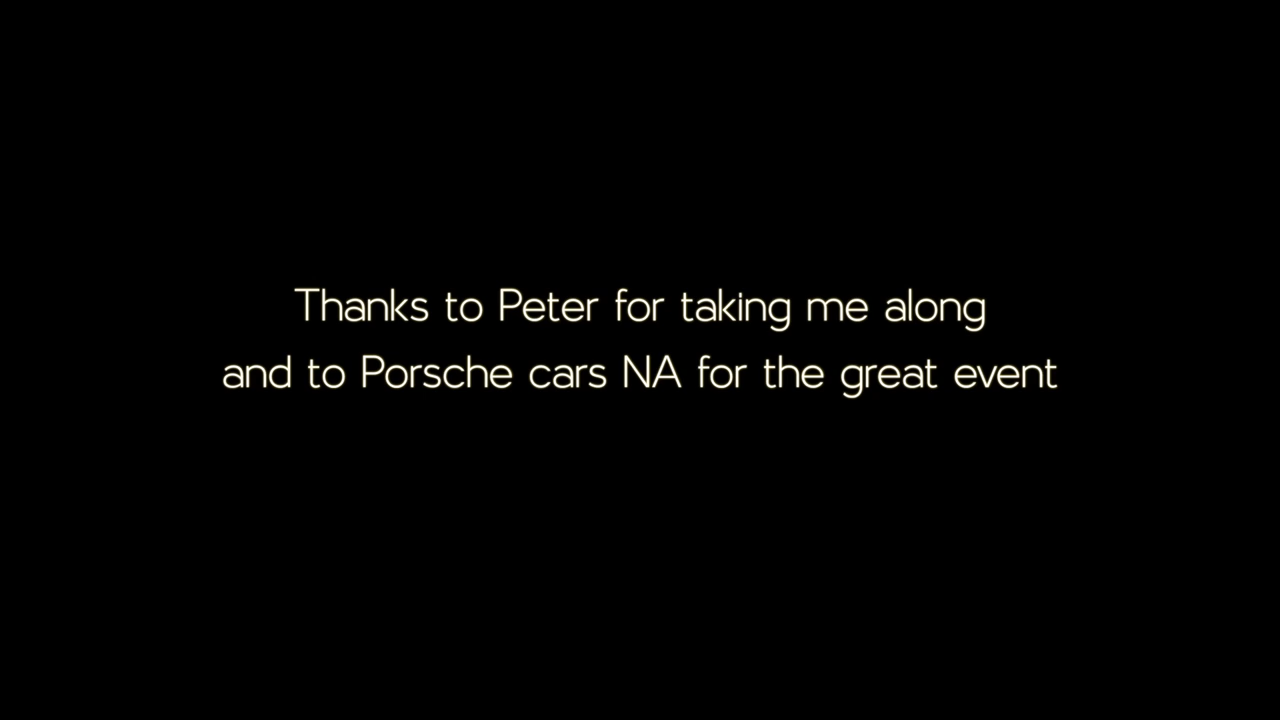 Thanks to Peter for taking me along
and to Porsche cars NA for the great event